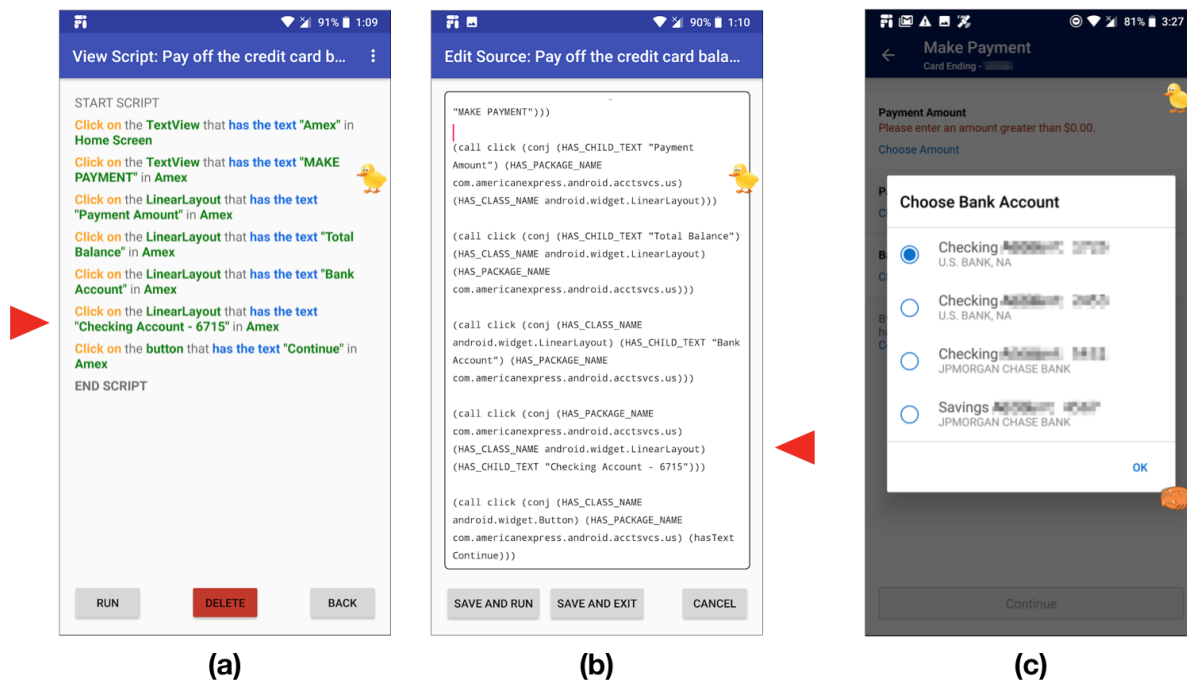 91% 1:09
View Script: Pay off the credit card b...
START SCRIPT
Click on the TextView that has the text "Amex" in
Home Screen
Click on the TextView that has the text "MAKE
PAYMENT" in Amex
Click on the LinearLayout that has the text
"Payment Amount" in Amex
Click on the LinearLayout that has the text "Total
Balance" in Amex
Click on the LinearLayout that has the text "Bank
Account" in Amex
Click on the LinearLayout that has the text
"Checking Account - 6715" in Amex
Click on the button that has the text "Continue" in
Amex
END SCRIPT
RUN
DELETE
BACK
(a)
90% 1:10
Edit Source: Pay off the credit card bala...
"MAKE PAYMENT")))
(call click (conj (HAS_CHILD_TEXT "Payment
Amount") (HAS_PACKAGE_NAME
com.americanexpress.android.acctsvcs.us)
(HAS_CLASS_NAME android.widget.LinearLayout)))
(call click (conj (HAS_CHILD_TEXT "Total Balance")
(HAS_CLASS_NAME android.widget.LinearLayout)
(HAS_PACKAGE_NAME
com.americanexpress.android.acctsvcs.us)))
(call click (conj (HAS_CLASS_NAME
android.widget.LinearLayout) (HAS_CHILD_TEXT "Bank
Account") (HAS_PACKAGE_NAME
com.americanexpress.android.acctsvcs.us)))
(call click (conj (HAS_PACKAGE_NAME
com.americanexpress.android.acctsvcs.us)
(HAS_CLASS_NAME android.widget.LinearLayout)
(HAS_CHILD_TEXT "Checking Account - 6715")))
(call click (conj (HAS_CLASS_NAME
android.widget.Button) (HAS_PACKAGE_NAME
com.americanexpress.android.acctsvcs.us) (hasText
Continue)))
SAVE AND RUN
SAVE AND EXIT
CANCEL
(b)
81% 3:27
Make Payment
Card Ending -
Payment Amount
Please enter an amount greater than $0.00.
Choose Amount
Choose Bank Account
Checking
U.S. BANK, NA
Checking
U.S. BANK, NA
Checking
JPMORGAN CHASE BANK
Savings
JPMORGAN CHASE BANK
OK
Continue
(c)